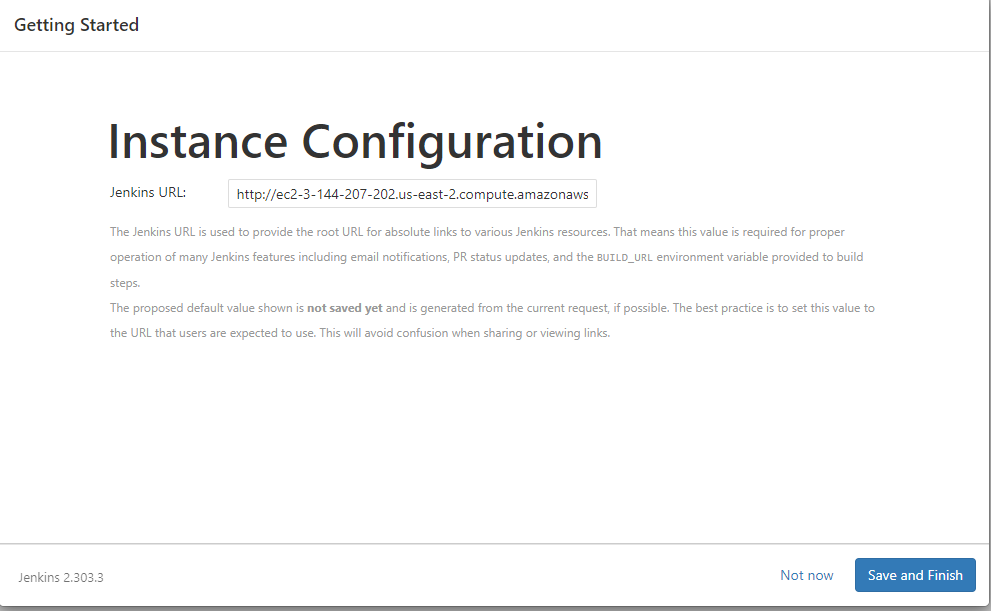 Getting Started
Instance Configuration
Jenkins URL: http://ec2-3-144-207-202.us-east-2.compute.amazonaws
The Jenkins URL is used to provide the root URL for absolute links to various Jenkins resources. That means this value is required for proper
operation of many Jenkins features including email notifications, PR status updates, and the BUILD_URL environment variable provided to build
steps.
The proposed default value shown is not saved yet and is generated from the current request, if possible. The best practice is to set this value to
the URL that users are expected to use. This will avoid confusion when sharing or viewing links.
Jenkins 2.303.3 Not now Save and Finish